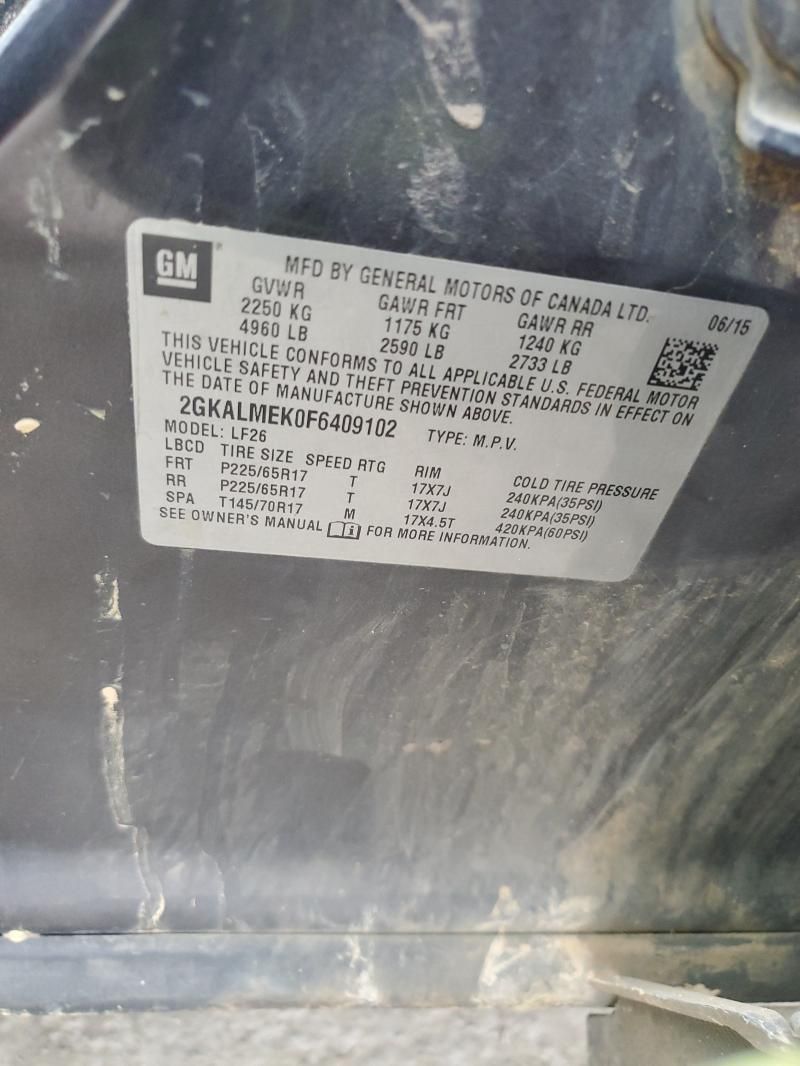 GM ®
MFD BY GENERAL MOTORS OF CANADA LTD.
GVWR GAWR FRT GAWR RR 06/15
2250 KG 1175 KG 1240 KG
4960 LB 2590 LB 2733 LB
THIS VEHICLE CONFORMS TO ALL APPLICABLE U.S. FEDERAL MOTOR
VEHICLE SAFETY AND THEFT PREVENTION STANDARDS IN EFFECT ON
THE DATE OF MANUFACTURE SHOWN ABOVE.
2GKALMEK0F6409102 TYPE: M.P.V.
MODEL: LF26
LBCD TIRE SIZE SPEED RTG RIM COLD TIRE PRESSURE
FRT P225/65R17 T 17X7J 240KPA(35PSI)
RR P225/65R17 T 17X7J 240KPA(35PSI)
SPA T145/70R17 M 17X4.5T 420KPA(60PSI)
SEE OWNER'S MANUAL i FOR MORE INFORMATION.